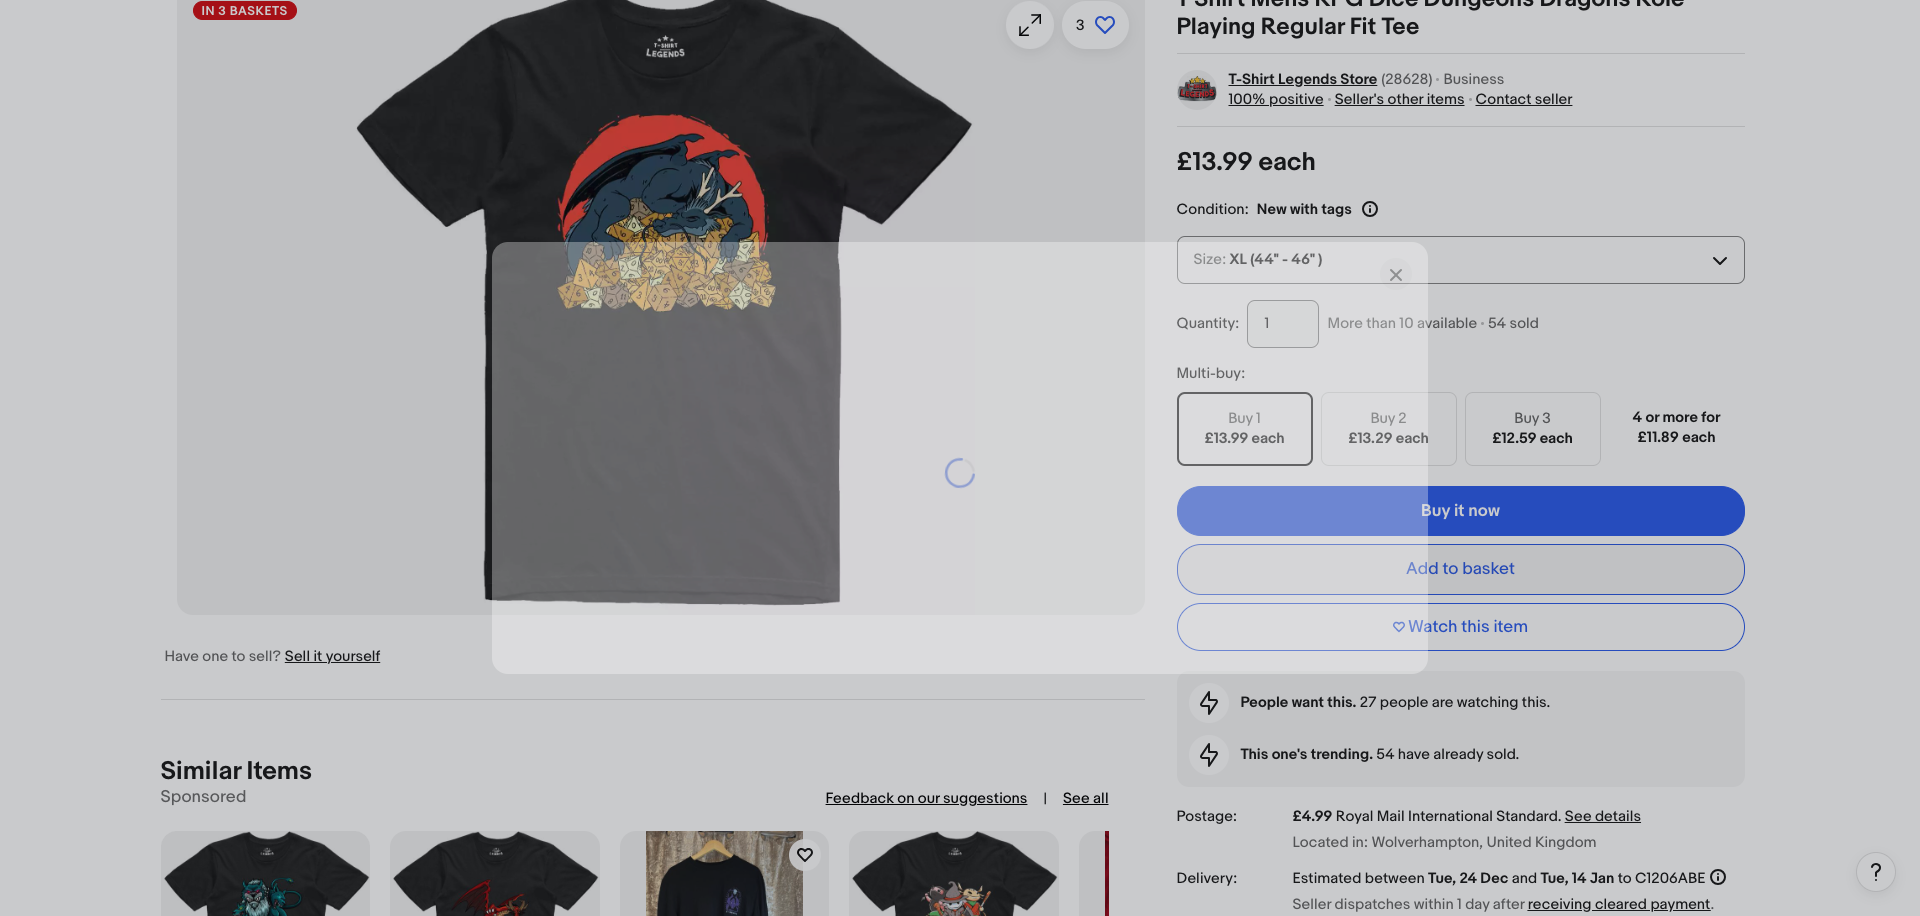 IN 3 BASKETS
3
T-SHIRT
LEGENDS
T Shirt Mens RPG Dice Dungeons Dragons Role
Playing Regular Fit Tee
T-Shirt Legends Store (28628) · Business
100% positive · Seller's other items · Contact seller
£13.99 each
Condition: New with tags
Size: XL (44" - 46" )
Quantity: 1 More than 10 available · 54 sold
Multi-buy:
Buy 1
£13.99 each
Buy 2
£13.29 each
Buy 3
£12.59 each
4 or more for
£11.89 each
Buy it now
Add to basket
Watch this item
Have one to sell? Sell it yourself
People want this. 27 people are watching this.
This one's trending. 54 have already sold.
Similar Items
Sponsored
Feedback on our suggestions | See all
Postage: £4.99 Royal Mail International Standard. See details
Located in: Wolverhampton, United Kingdom
Delivery: Estimated between Tue, 24 Dec and Tue, 14 Jan to C1206ABE
Seller dispatches within 1 day after receiving cleared payment.
?